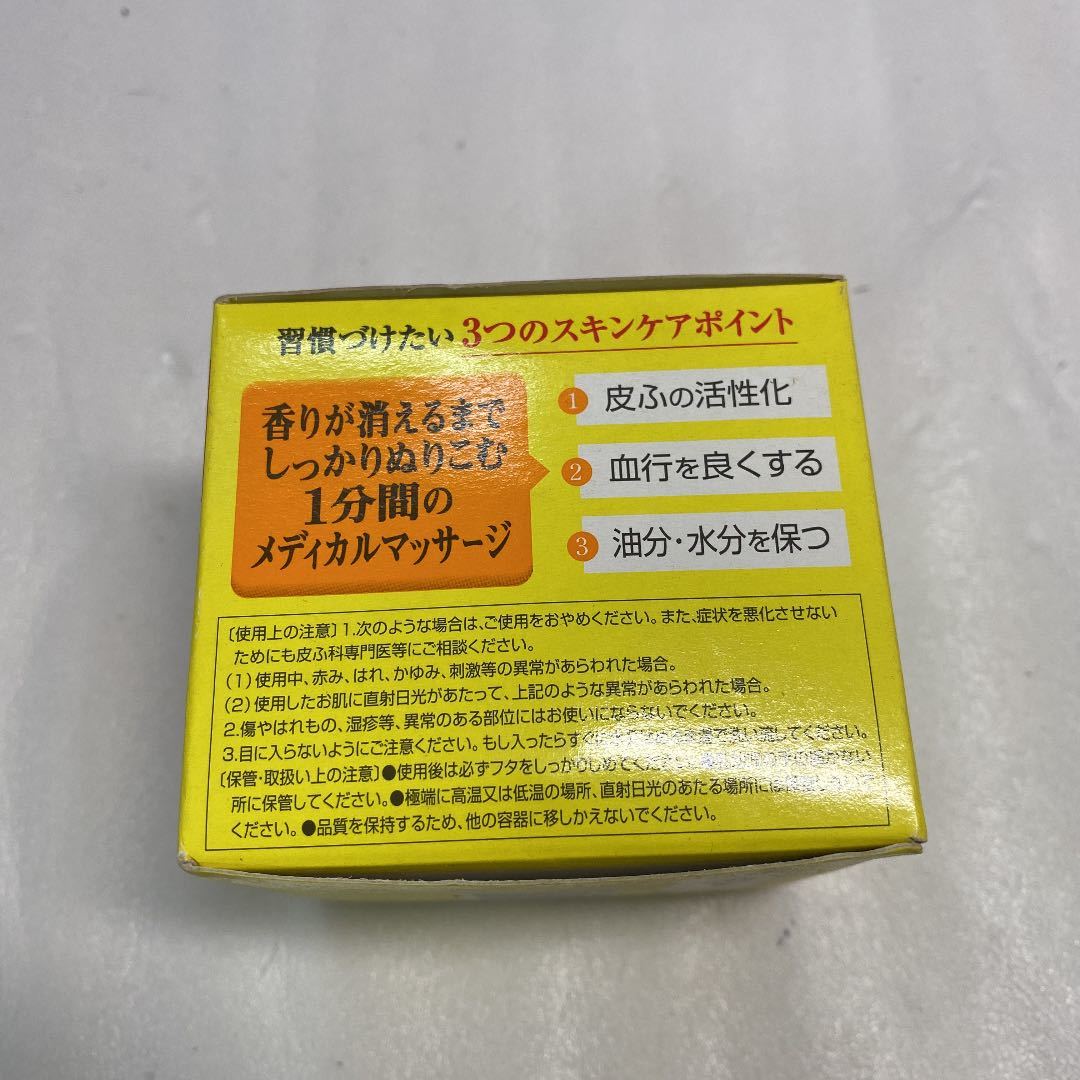 習慣づけたい3つのスキンケアポイント
香りが消えるまで
しっかりぬりこむ
1分間の
メディカルマッサージ
1 皮ふの活性化
2 血行を良くする
3 油分・水分を保つ
〔使用上の注意〕1.次のような場合は、ご使用をおやめください。また、症状を悪化させない
ためにも皮ふ科専門医等にご相談ください。
(1)使用中、赤み、はれ、かゆみ、刺激等の異常があらわれた場合。
(2)使用したお肌に直射日光があたって、上記のような異常があらわれた場合。
2.傷やはれもの、湿疹等、異常のある部位にはお使いにならないでください。
3.目に入らないようにご注意ください。もし入ったらすぐに洗い流してください。
〔保管・取扱い上の注意〕●使用後は必ずフタをしっかりしめてください。
所に保管してください。●極端に高温又は低温の場所、直射日光のあたる場所には
ください。●品質を保持するため、他の容器に移しかえないでください。